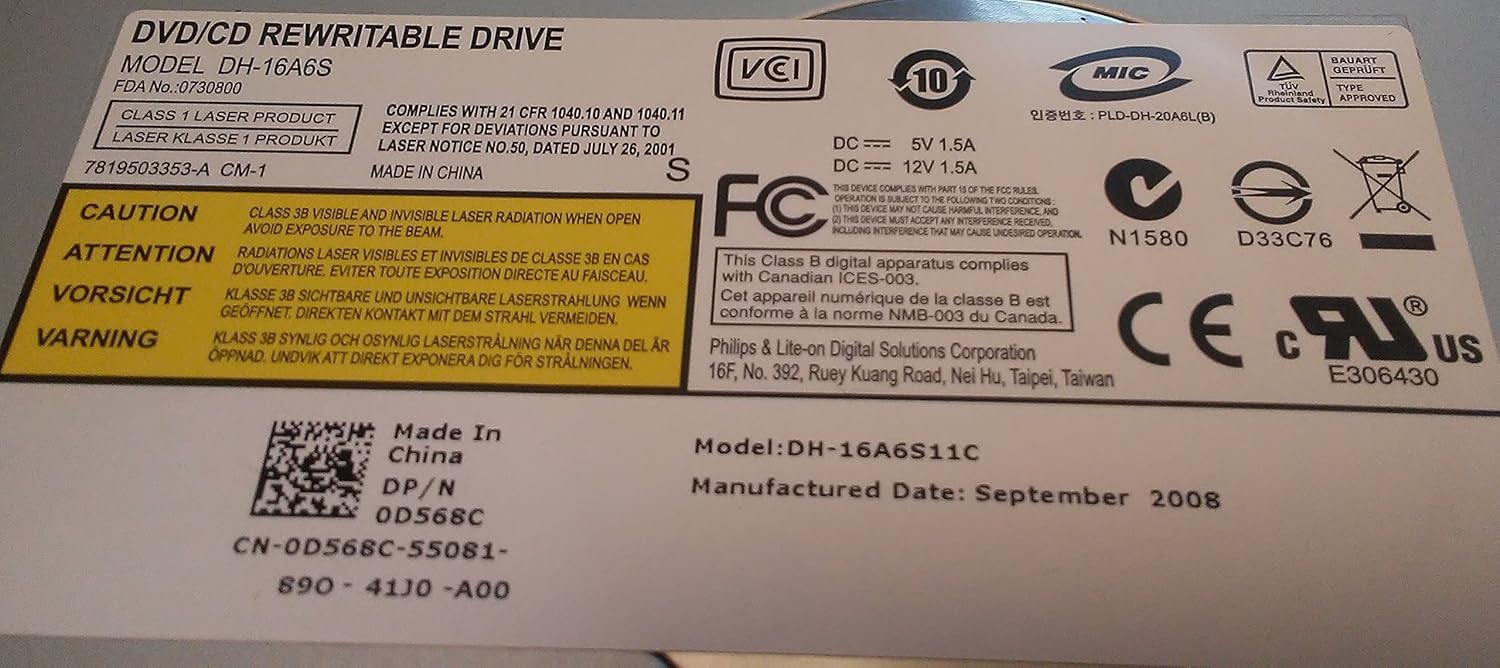 DVD/CD REWRITABLE DRIVE
MODEL DH-16A6S
FDA No.:0730800
CLASS 1 LASER PRODUCT
LASER KLASSE 1 PRODUKT
COMPLIES WITH 21 CFR 1040.10 AND 1040.11
EXCEPT FOR DEVIATIONS PURSUANT TO
LASER NOTICE NO.50, DATED JULY 26, 2001
7819503353-A CM-1
MADE IN CHINA
S
CAUTION
CLASS 3B VISIBLE AND INVISIBLE LASER RADIATION WHEN OPEN
AVOID EXPOSURE TO THE BEAM.
ATTENTION
RADIATIONS LASER VISIBLES ET INVISIBLES DE CLASSE 3B EN CAS
D'OUVERTURE. EVITER TOUTE EXPOSITION DIRECTE AU FAISCEAU.
VORSICHT
KLASSE 3B SICHTBARE UND UNSICHTBARE LASERSTRAHLUNG WENN
GEÖFFNET. DIREKTEN KONTAKT MIT DEM STRAHL VERMEIDEN.
VARNING
KLASS 3B SYNLIG OCH OSYNLIG LASERSTRÅLNING NÄR DENNA DEL ÄR
ÖPPNAD. UNDVIK ATT DIREKT EXPONERA DIG FÖR STRÅLNINGEN.
VCCI
10
MIC
인증번호 : PLD-DH-20A6L(B)
TÜV
Rheinland
Product Safety
BAUART
GEPRÜFT
TYPE
APPROVED
DC 5V 1.5A
DC 12V 1.5A
FCC
THIS DEVICE COMPLIES WITH PART 15 OF THE FCC RULES.
OPERATION IS SUBJECT TO THE FOLLOWING TWO CONDITIONS :
(1) THIS DEVICE MAY NOT CAUSE HARMFUL INTERFERENCE, AND
(2) THIS DEVICE MUST ACCEPT ANY INTERFERENCE RECEIVED,
INCLUDING INTERFERENCE THAT MAY CAUSE UNDESIRED OPERATION.
N1580
D33C76
This Class B digital apparatus complies
with Canadian ICES-003.
Cet appareil numérique de la classe B est
conforme à la norme NMB-003 du Canada.
Philips & Lite-on Digital Solutions Corporation
16F, No. 392, Ruey Kuang Road, Nei Hu, Taipei, Taiwan
CE
c RU ® US
E306430
Made In
China
DP/N
0D568C
CN-0D568C-55081-
890 - 41J0 -A00
Model:DH-16A6S11C
Manufactured Date: September 2008